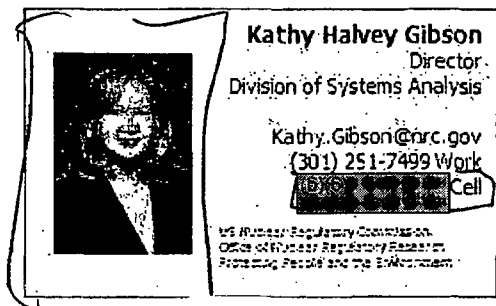 Kathy Halvey Gibson
Director
Division of Systems Analysis
Kathy.Gibson@nrc.gov
(301) 251-7499 Work
Cell
US Nuclear Regulatory Commission
Office of Nuclear Regulatory Research
Protecting People and the Environment